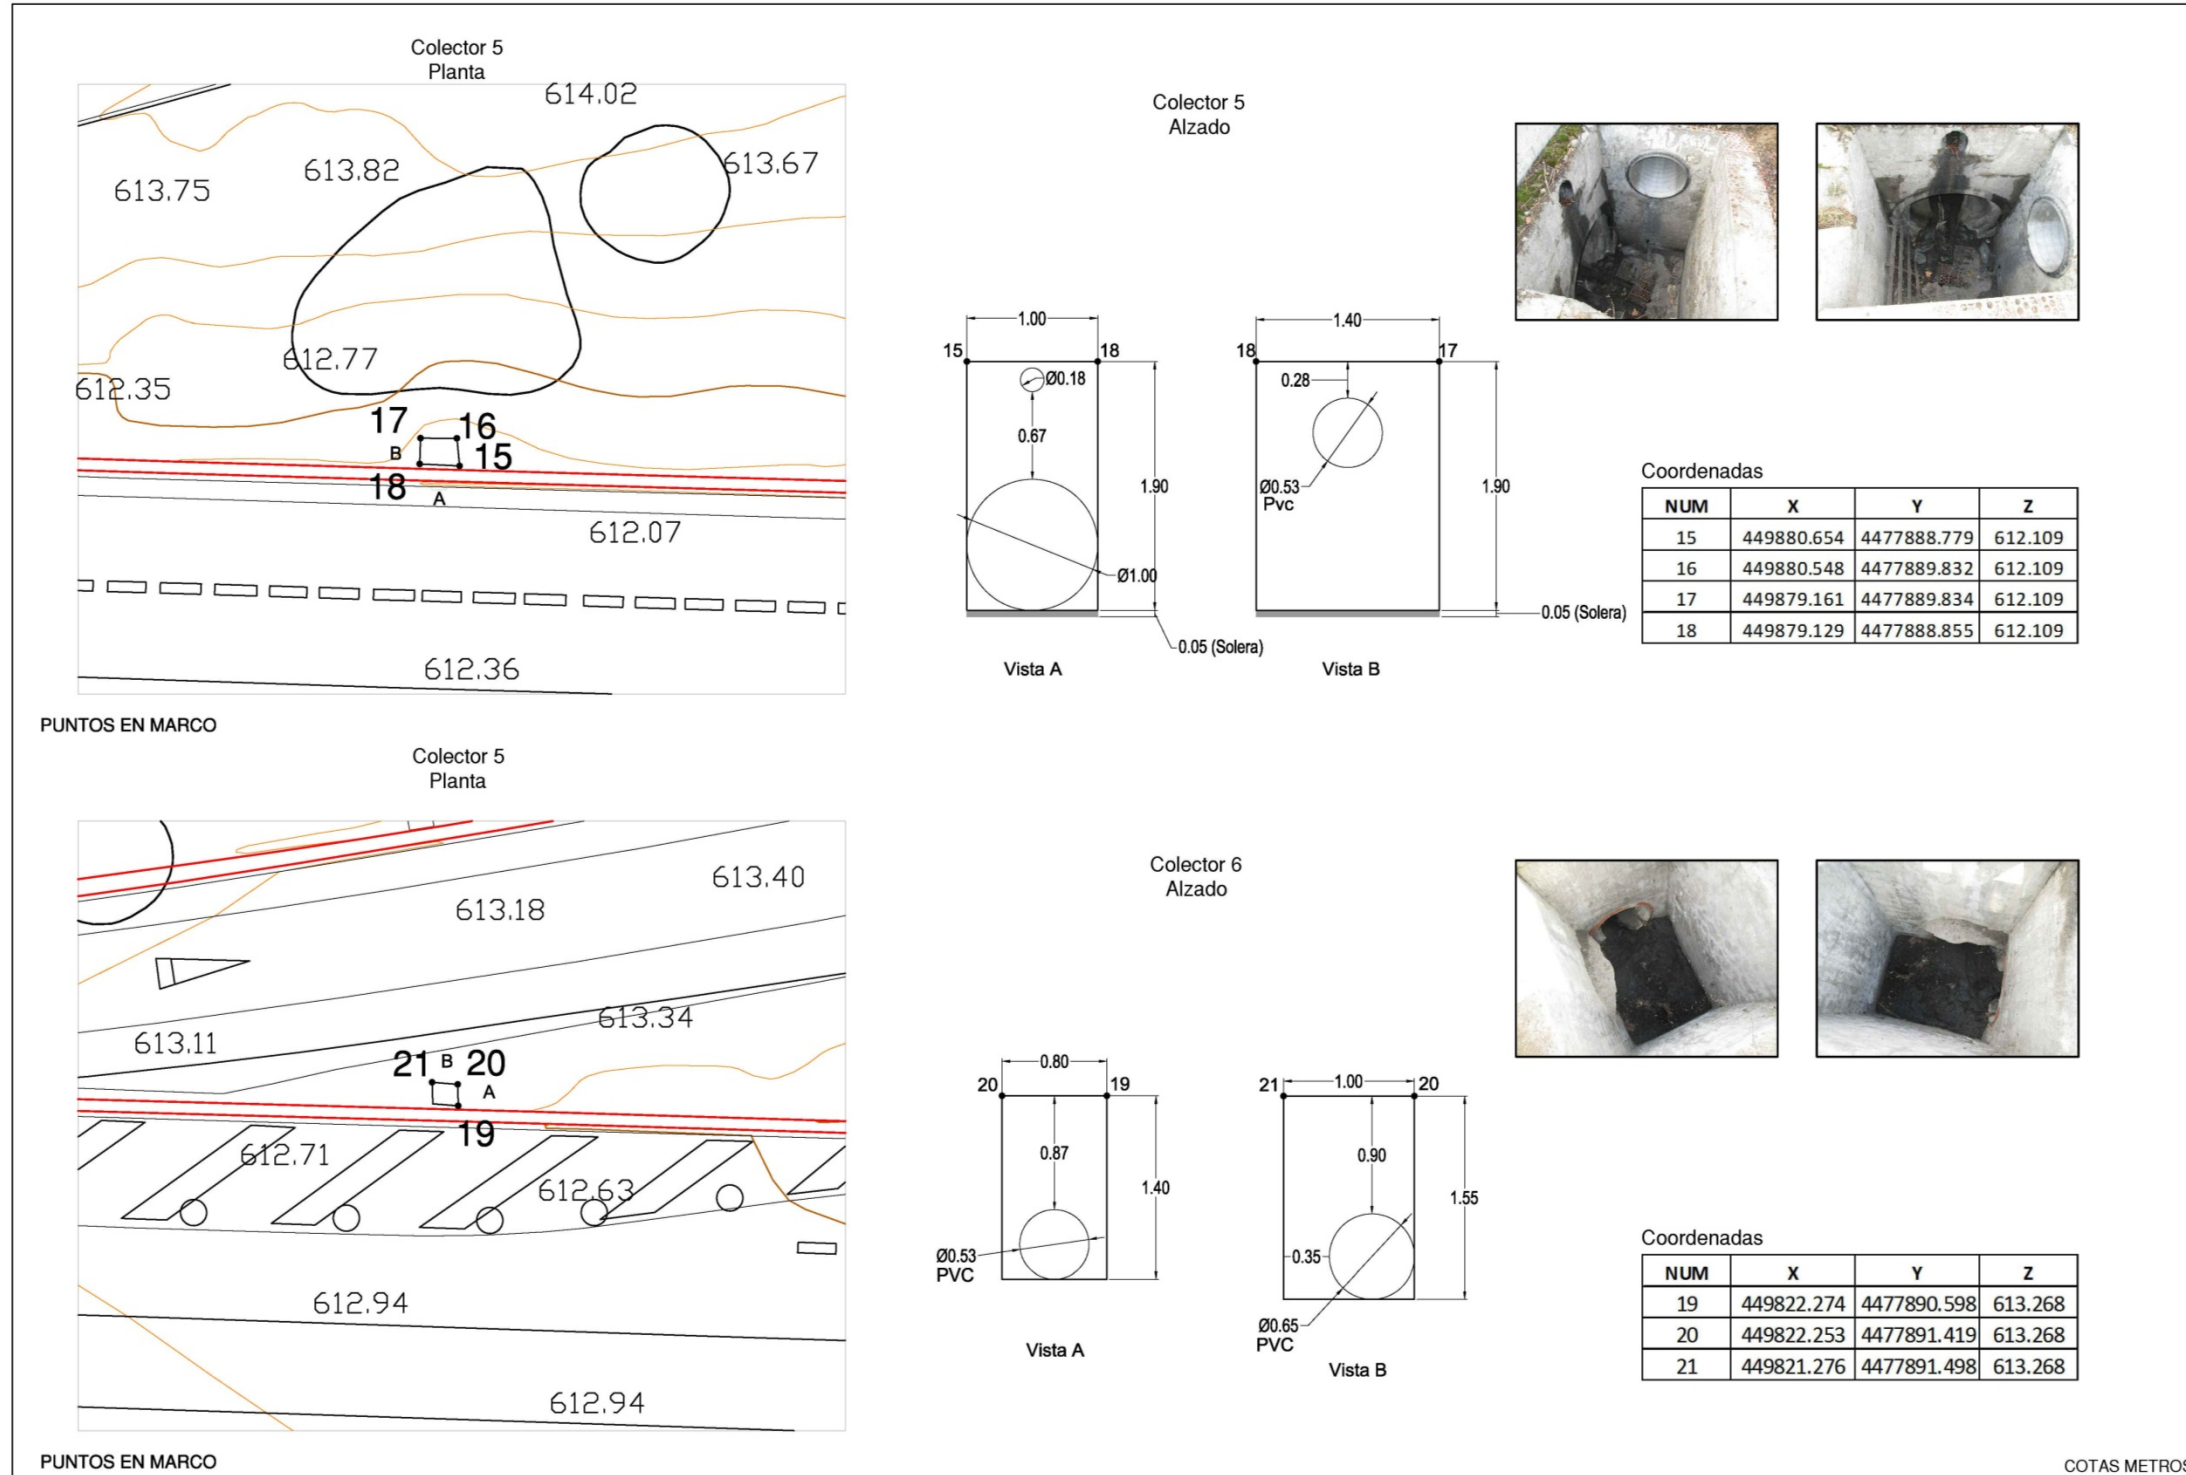 Colector 5
Planta
614.02
613.67
613.82
613.75
612.77
612.35
17
16
B
15
18
A
612.07
612.36
PUNTOS EN MARCO
Colector 5
Alzado
1.00
15
18
Ø0.18
0.67
1.90
Ø1.00
0.05 (Solera)
Vista A
1.40
18
17
0.28
Ø0.53
Pvc
1.90
0.05 (Solera)
Vista B
Coordenadas
NUM X Y Z
15 449880.654 4477888.779 612.109
16 449880.548 4477889.832 612.109
17 449879.161 4477889.834 612.109
18 449879.129 4477888.855 612.109
Colector 5
Planta
613.40
613.18
613.34
613.11
21 B 20
A
19
612.71
612.63
612.94
612.94
PUNTOS EN MARCO
Colector 6
Alzado
0.80
20
19
0.87
1.40
Ø0.53
PVC
Vista A
21
1.00
20
0.90
1.55
0.35
Ø0.65
PVC
Vista B
Coordenadas
NUM X Y Z
19 449822.274 4477890.598 613.268
20 449822.253 4477891.419 613.268
21 449821.276 4477891.498 613.268
COTAS METROS